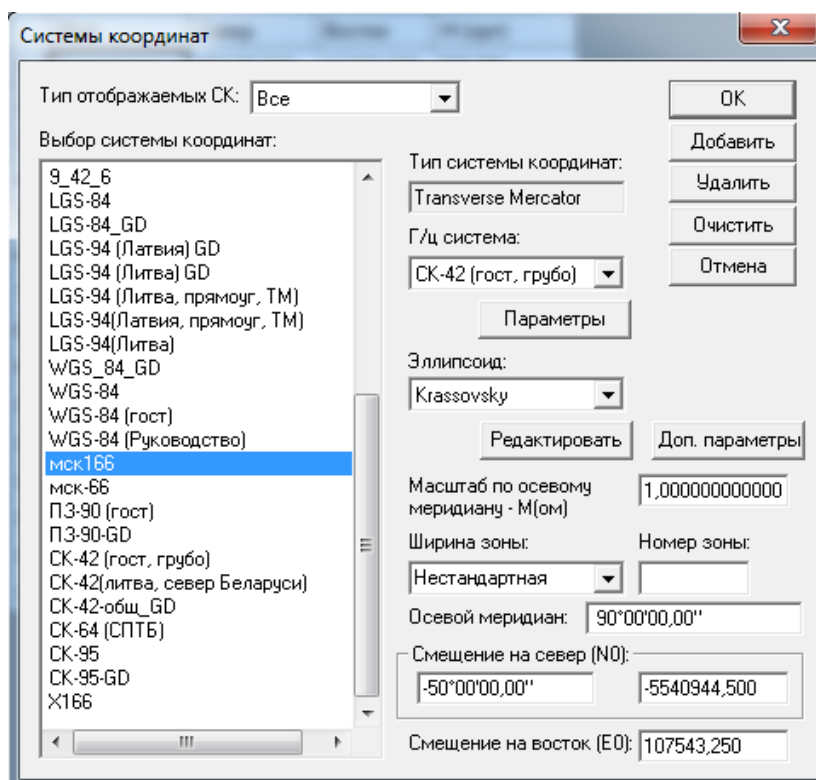 Системы координат
Тип отображаемых СК: Все
Выбор системы координат:
9_42_6
LGS-84
LGS-84_GD
LGS-94 (Латвия) GD
LGS-94 (Литва) GD
LGS-94 (Литва, прямоуг, ТМ)
LGS-94(Латвия, прямоуг, ТМ)
LGS-94(Литва)
WGS_84_GD
WGS-84
WGS-84 (гост)
WGS-84 (Руководство)
мск166
мск-66
ПЗ-90 (гост)
ПЗ-90-GD
СК-42 (гост, грубо)
СК-42(литва, север Беларуси)
СК-42-общ_GD
СК-64 (СПТБ)
СК-95
СК-95-GD
Х166
Тип системы координат:
Transverse Mercator
Г/ц система:
СК-42 (гост, грубо)
Параметры
Эллипсоид:
Krassovsky
Редактировать
Доп. параметры
Масштаб по осевому
меридиану - М(ом)
1,000000000000
Ширина зоны:
Номер зоны:
Нестандартная
Осевой меридиан: 90°00'00,00''
Смещение на север (N0):
-50°00'00,00''
-5540944,500
Смещение на восток (E0): 107543,250
OK
Добавить
Удалить
Очистить
Отмена